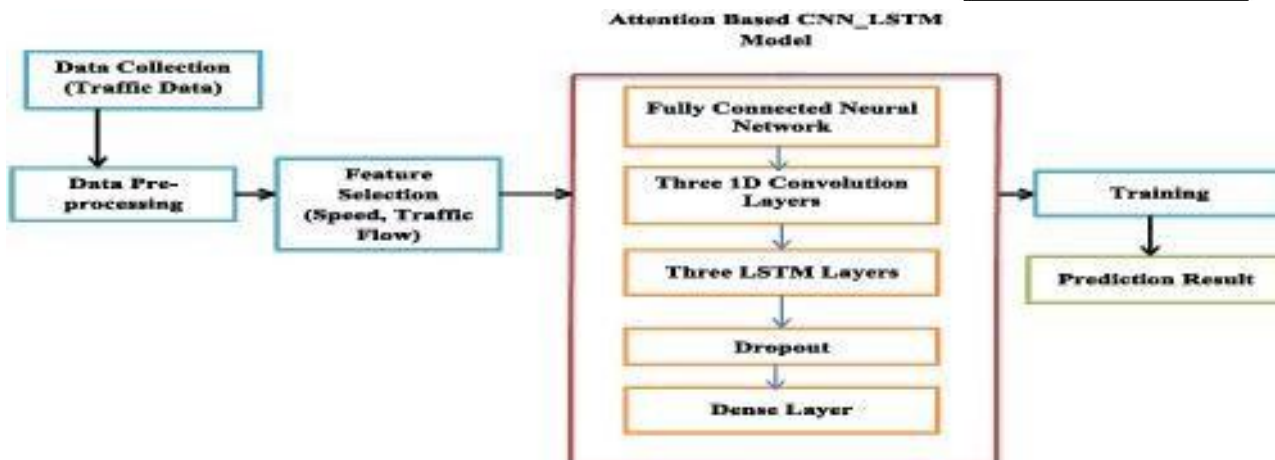 Attention Based CNN_LSTM
Model
Data Collection
(Traffic Data)
Data Pre-
processing
Feature
Selection
(Speed, Traffic
Flow)
Fully Connected Neural
Network
Three 1D Convolution
Layers
Three LSTM Layers
Dropout
Dense Layer
Training
Prediction Result